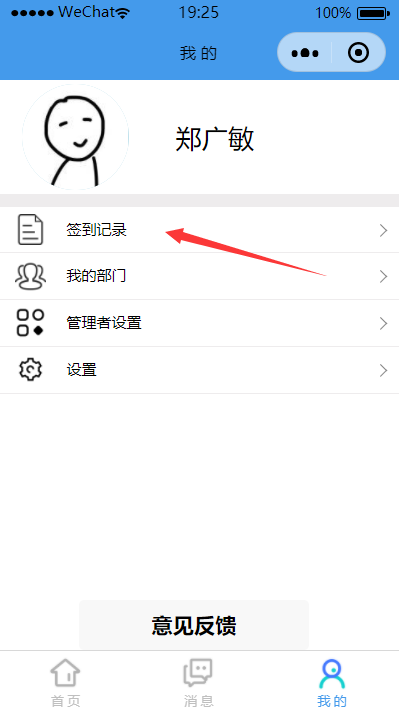 WeChat 19:25 100%
我的
郑广敏
签到记录
我的部门
管理者设置
设置
意见反馈
首页 消息 我的